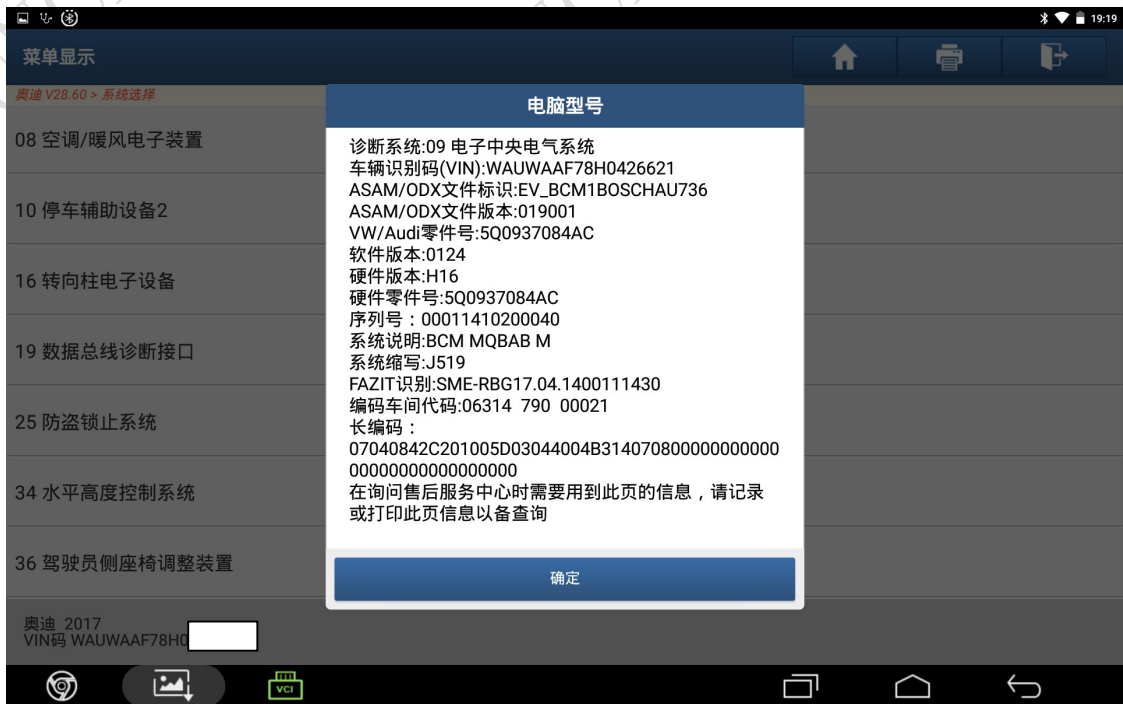 19:19
菜单显示
奥迪 V28.60 > 系统选择
08 空调/暖风电子装置
10 停车辅助设备2
16 转向柱电子设备
19 数据总线诊断接口
25 防盗锁止系统
34 水平高度控制系统
36 驾驶员侧座椅调整装置
电脑型号
诊断系统:09 电子中央电气系统
车辆识别码(VIN):WAUWAAF78H0426621
ASAM/ODX文件标识:EV_BCM1BOSCHAU736
ASAM/ODX文件版本:019001
VW/Audi零件号:5Q0937084AC
软件版本:0124
硬件版本:H16
硬件零件号:5Q0937084AC
序列号：00011410200040
系统说明:BCM MQBAB M
系统缩写:J519
FAZIT识别:SME-RBG17.04.1400111430
编码车间代码:06314 790 00021
长编码：
07040842C201005D03044004B314070800000000000
00000000000000000
在询问售后服务中心时需要用到此页的信息，请记录
或打印此页信息以备查询
确定
奥迪 2017
VIN码 WAUWAAF78H0
VCI